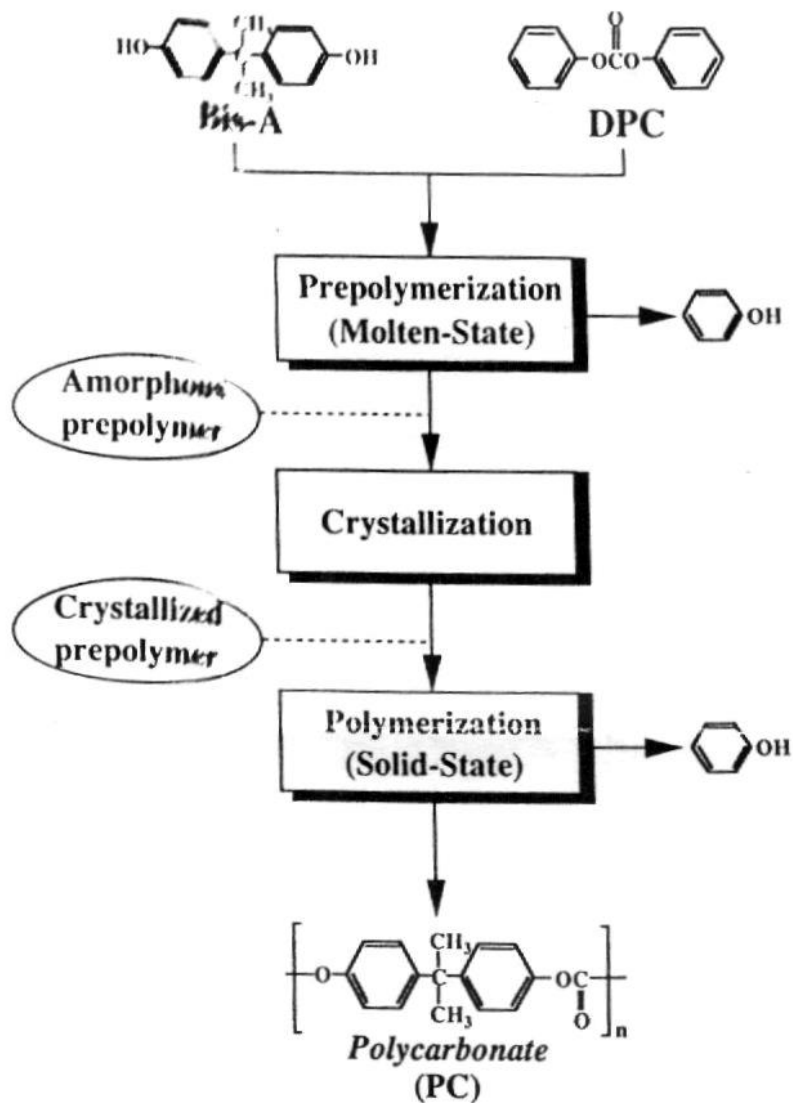 HO
CH3
CH3
OH
Bis-A
O
OCO
DPC
Prepolymerization
(Molten-State)
OH
Amorphous
prepolymer
Crystallization
Crystallized
prepolymer
Polymerization
(Solid-State)
OH
O
CH3
C
CH3
OC
O
n
Polycarbonate
(PC)